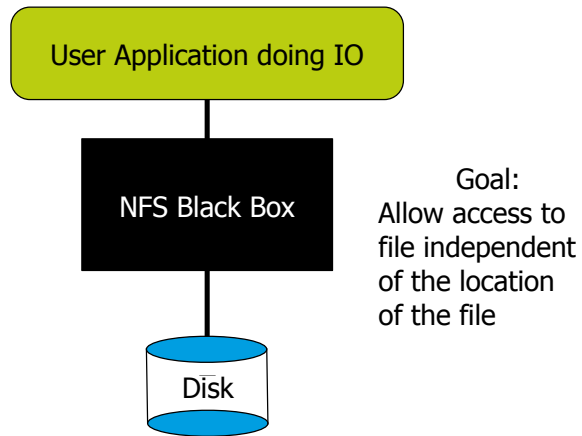 User Application doing IO
NFS Black Box
Goal:
Allow access to
file independent
of the location
of the file
Disk